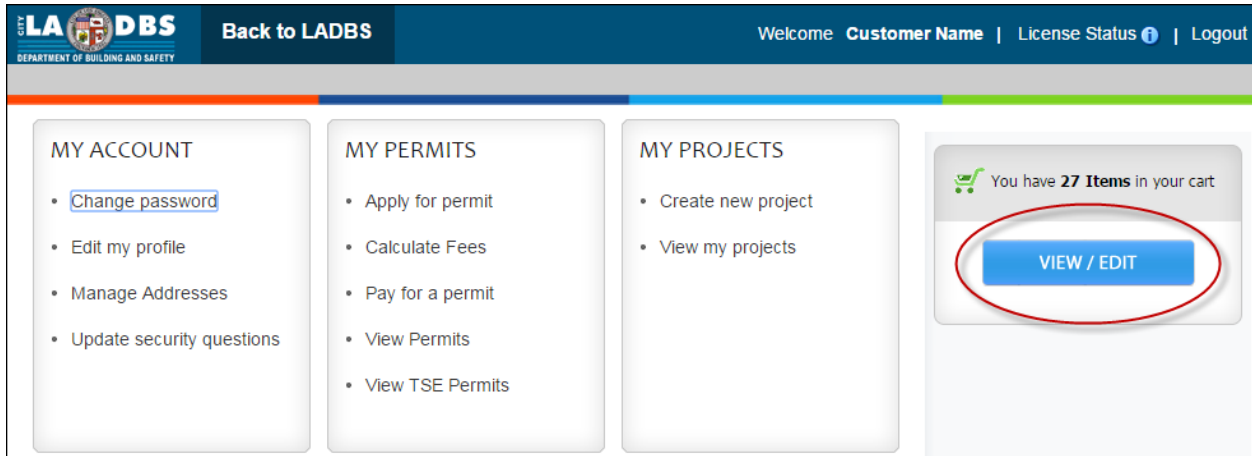 CITY LA DBS
DEPARTMENT OF BUILDING AND SAFETY
Back to LADBS
Welcome Customer Name | License Status i | Logout
MY ACCOUNT
• Change password
• Edit my profile
• Manage Addresses
• Update security questions
MY PERMITS
• Apply for permit
• Calculate Fees
• Pay for a permit
• View Permits
• View TSE Permits
MY PROJECTS
• Create new project
• View my projects
You have 27 Items in your cart
VIEW / EDIT